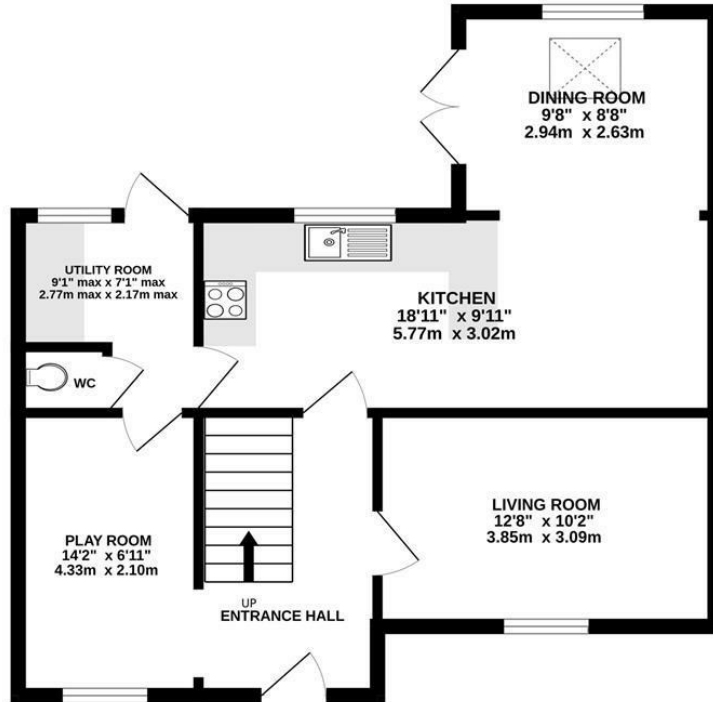 DINING ROOM
9'8" x 8'8"
2.94m x 2.63m
UTILITY ROOM
9'1" max x 7'1" max
2.77m max x 2.17m max
KITCHEN
18'11" x 9'11"
5.77m x 3.02m
WC
PLAY ROOM
14'2" x 6'11"
4.33m x 2.10m
LIVING ROOM
12'8" x 10'2"
3.85m x 3.09m
UP
ENTRANCE HALL